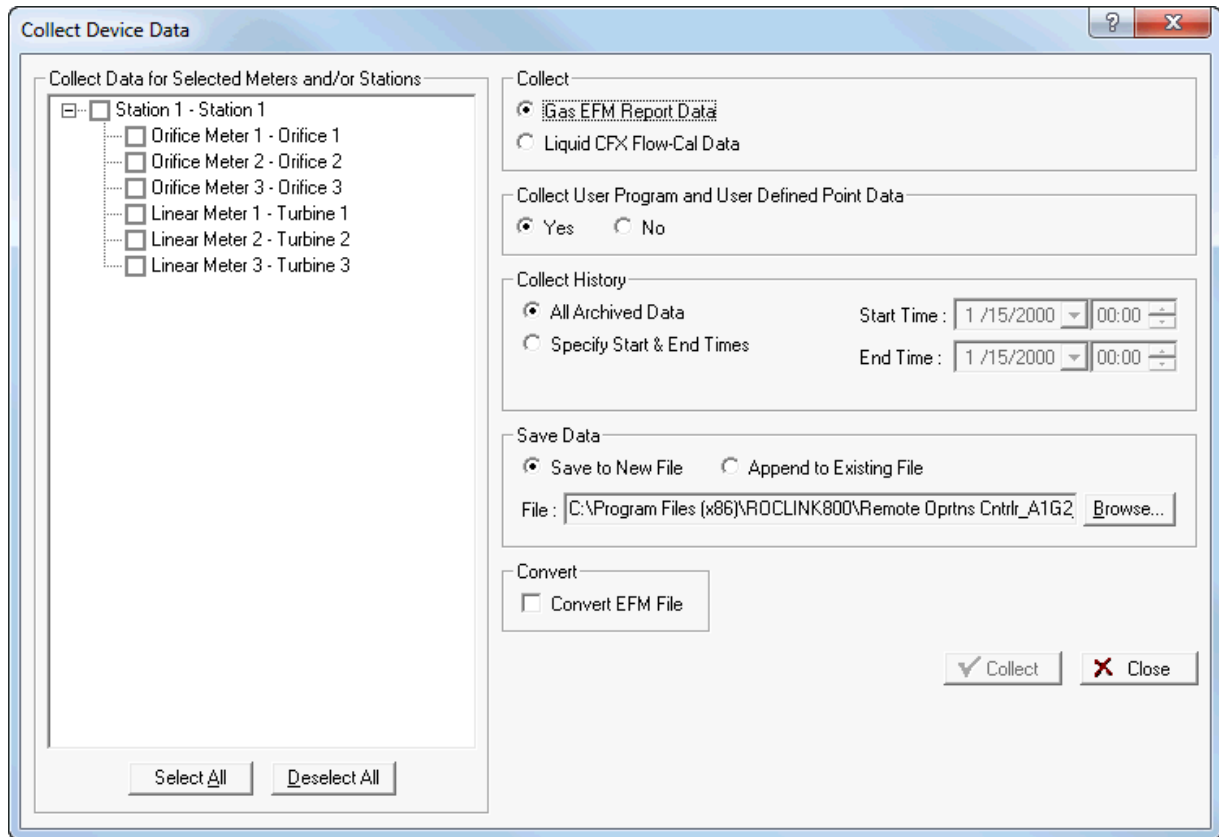 Collect Device Data
?
Collect Data for Selected Meters and/or Stations
Station 1 - Station 1
Orifice Meter 1 - Orifice 1
Orifice Meter 2 - Orifice 2
Orifice Meter 3 - Orifice 3
Linear Meter 1 - Turbine 1
Linear Meter 2 - Turbine 2
Linear Meter 3 - Turbine 3
Select All Deselect All
Collect
Gas EFM Report Data
Liquid CFX Flow-Cal Data
Collect User Program and User Defined Point Data
Yes No
Collect History
All Archived Data Start Time : 1 /15/2000 00:00
Specify Start & End Times End Time : 1 /15/2000 00:00
Save Data
Save to New File Append to Existing File
File : C:\Program Files (x86)\ROCLINK800\Remote Oprtns Cntrlr_A1G2_ Browse...
Convert
Convert EFM File
Collect Close